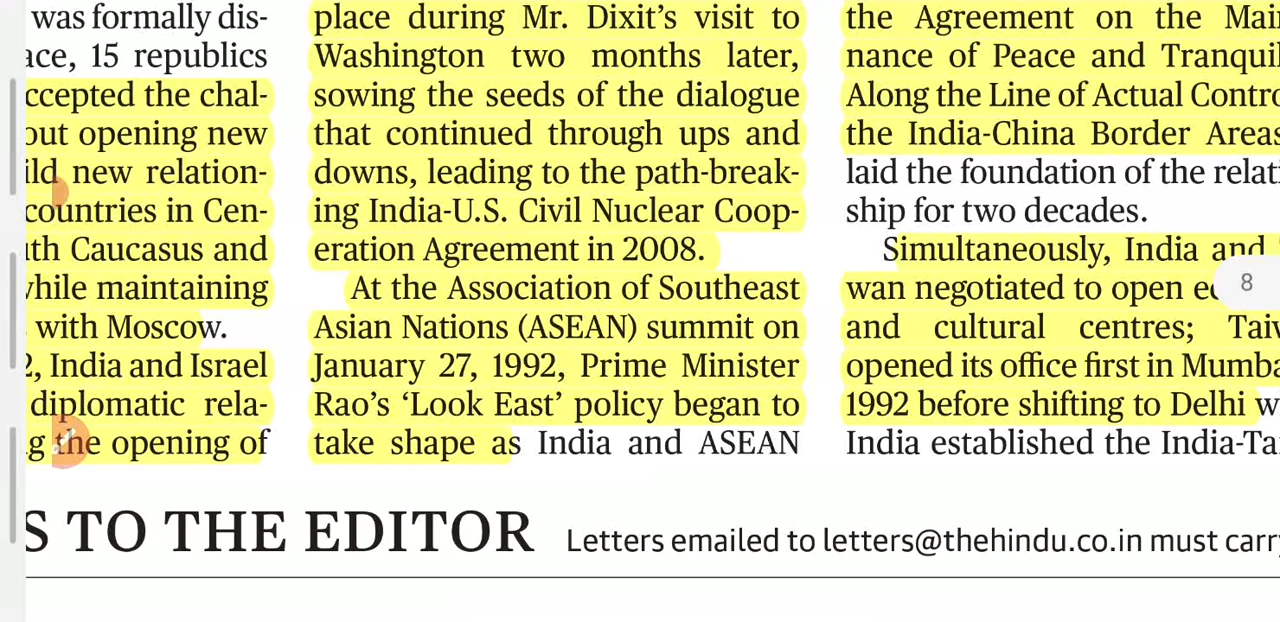 was formally dis-
ace, 15 republics
ccepted the chal-
out opening new
ild new relation-
countries in Cen-
uth Caucasus and
while maintaining
with Moscow.
2, India and Israel
diplomatic rela-
g the opening of
place during Mr. Dixit’s visit to
Washington two months later,
sowing the seeds of the dialogue
that continued through ups and
downs, leading to the path-break-
ing India-U.S. Civil Nuclear Coop-
eration Agreement in 2008.
At the Association of Southeast
Asian Nations (ASEAN) summit on
January 27, 1992, Prime Minister
Rao’s ‘Look East’ policy began to
take shape as India and ASEAN
the Agreement on the Main
nance of Peace and Tranquil
Along the Line of Actual Contro
the India-China Border Areas
laid the foundation of the relati
ship for two decades.
Simultaneously, India and
wan negotiated to open
and cultural centres; Taiw
opened its office first in Mumba
1992 before shifting to Delhi w
India established the India-Tai
8
S TO THE EDITOR Letters emailed to letters@thehindu.co.in must carry